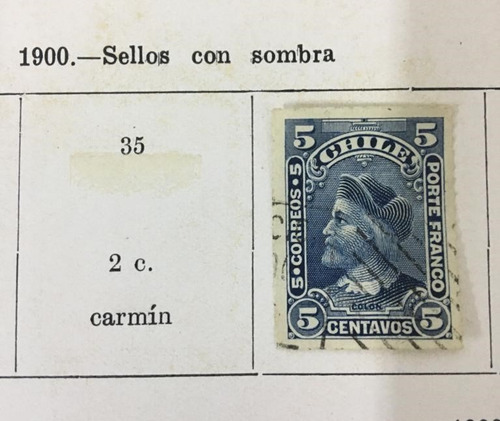 1900.—Sellos con sombra
35
2 c.
carmín
5 CHILE 5
5·CORREOS·5
PORTE FRANCO
COLON
5 CENTAVOS 5